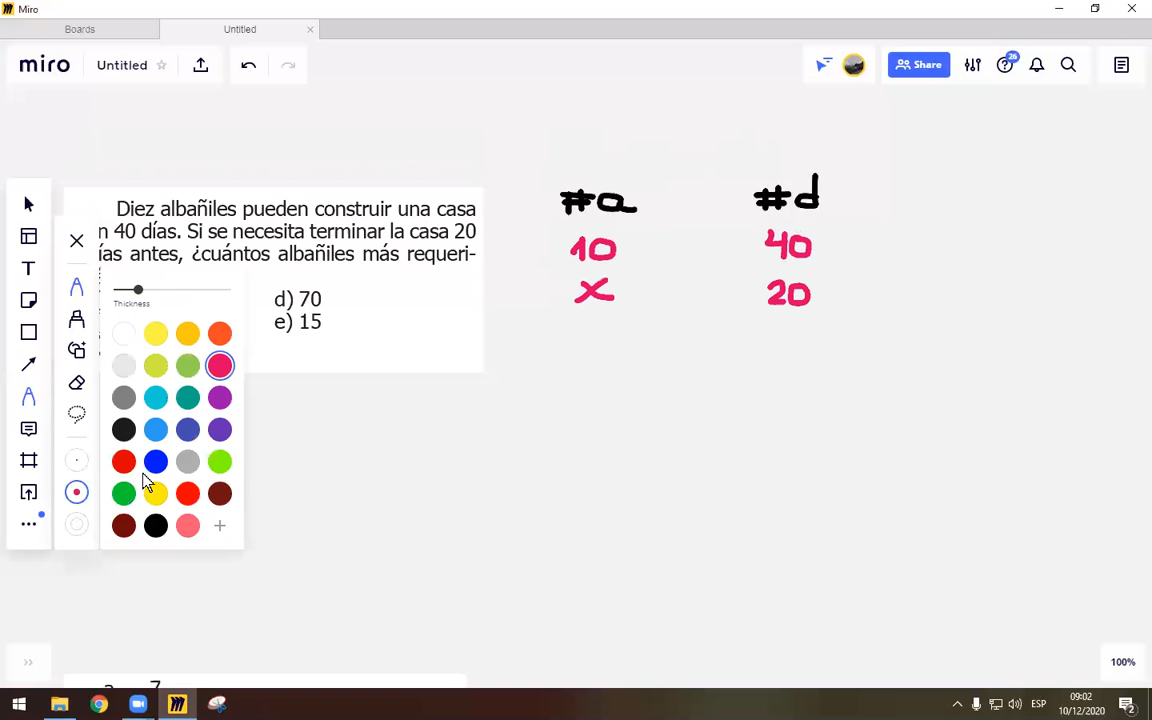 Miro
Boards
Untitled
miro
Untitled
Share
26
Diez albañiles pueden construir una casa
n 40 días. Si se necesita terminar la casa 20
ías antes, ¿cuántos albañiles más requeri-
d) 70
e) 15
#a #d
10 40
x 20
Thickness
100%
ESP
09:02
10/12/2020
2